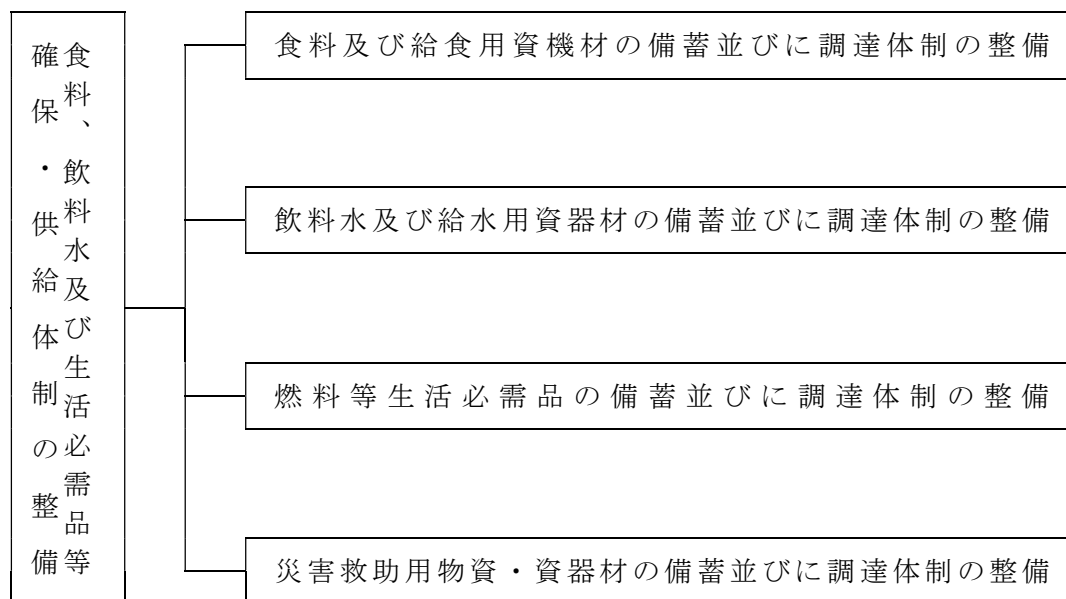 食料、飲料水及び生活必需品等
確保・供給体制の整備
食料及び給食用資機材の備蓄並びに調達体制の整備
飲料水及び給水用資器材の備蓄並びに調達体制の整備
燃料等生活必需品の備蓄並びに調達体制の整備
災害救助用物資・資器材の備蓄並びに調達体制の整備